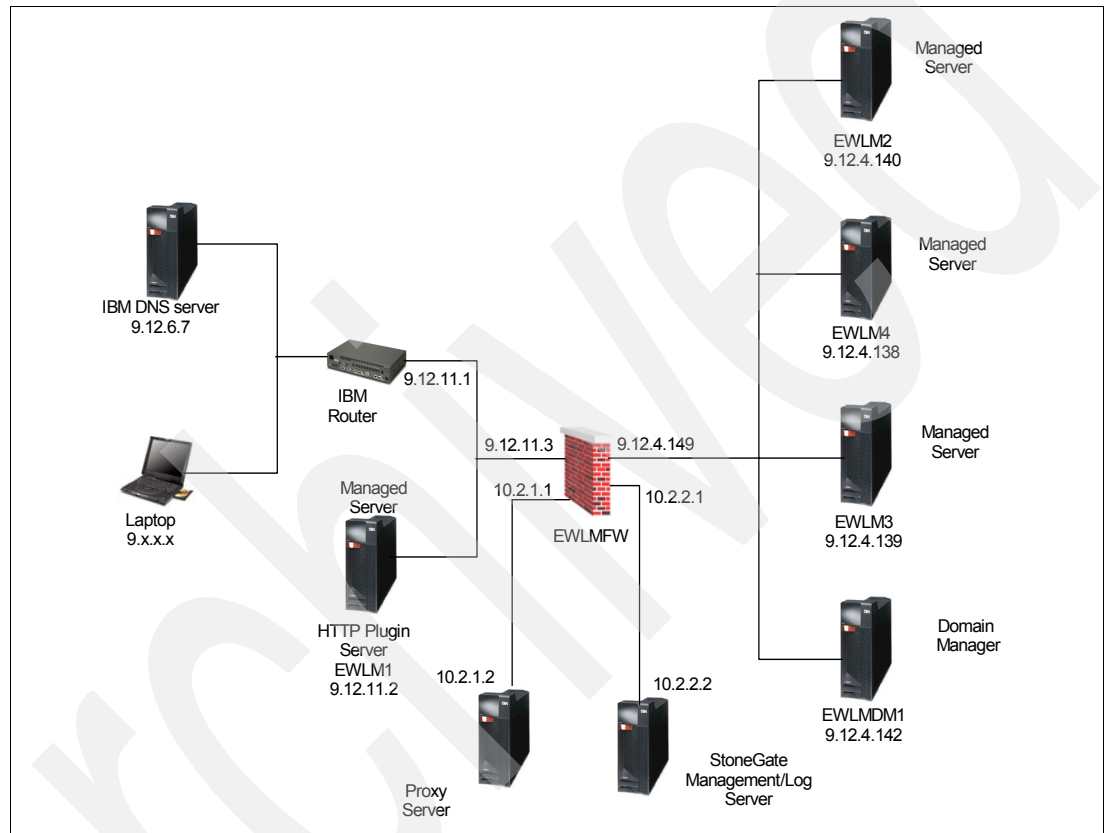 Managed
Server
EWLM2
9.12.4.140
IBM DNS server
9.12.6.7
Managed
Server
EWLM4
9.12.4.138
9.12.11.1
IBM
Router
Laptop
9.x.x.x
Managed
Server
HTTP Plugin
Server
EWLM1
9.12.11.2
9.12.11.3
9.12.4.149
10.2.1.1
10.2.2.1
EWLMFW
Managed
Server
EWLM3
9.12.4.139
10.2.1.2
Proxy
Server
10.2.2.2
StoneGate
Management/Log
Server
Domain
Manager
EWLMDM1
9.12.4.142